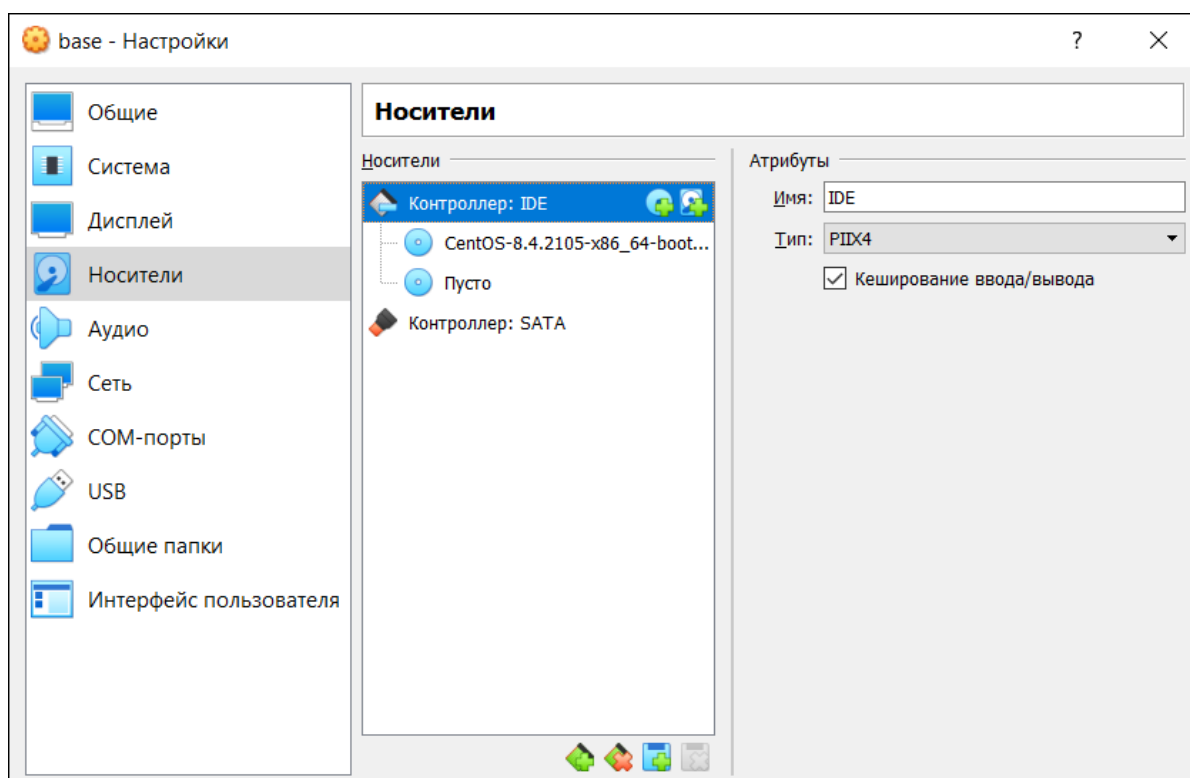 base - Настройки
?
Общие
Система
Дисплей
Носители
Аудио
Сеть
COM-порты
USB
Общие папки
Интерфейс пользователя
Носители
Носители
Контроллер: IDE
CentOS-8.4.2105-x86_64-boot...
Пусто
Контроллер: SATA
Атрибуты
Имя: IDE
Тип: PIIX4
Кеширование ввода/вывода